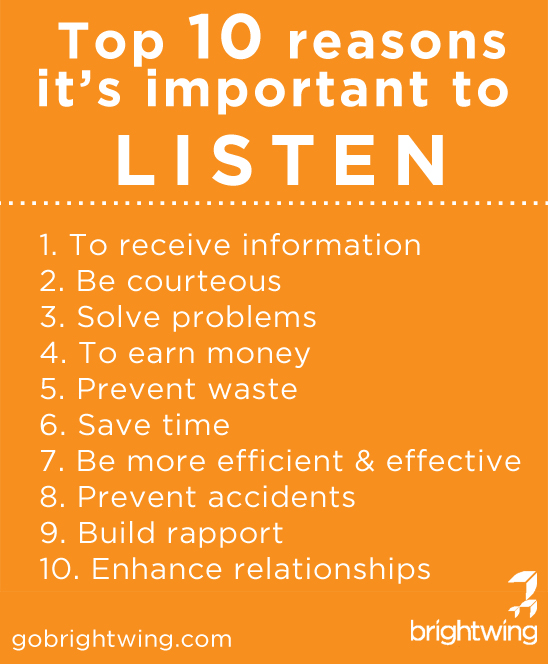 Top 10 reasons
it's important to
LISTEN
1. To receive information
2. Be courteous
3. Solve problems
4. To earn money
5. Prevent waste
6. Save time
7. Be more efficient & effective
8. Prevent accidents
9. Build rapport
10. Enhance relationships
gobrightwing.com
brightwing